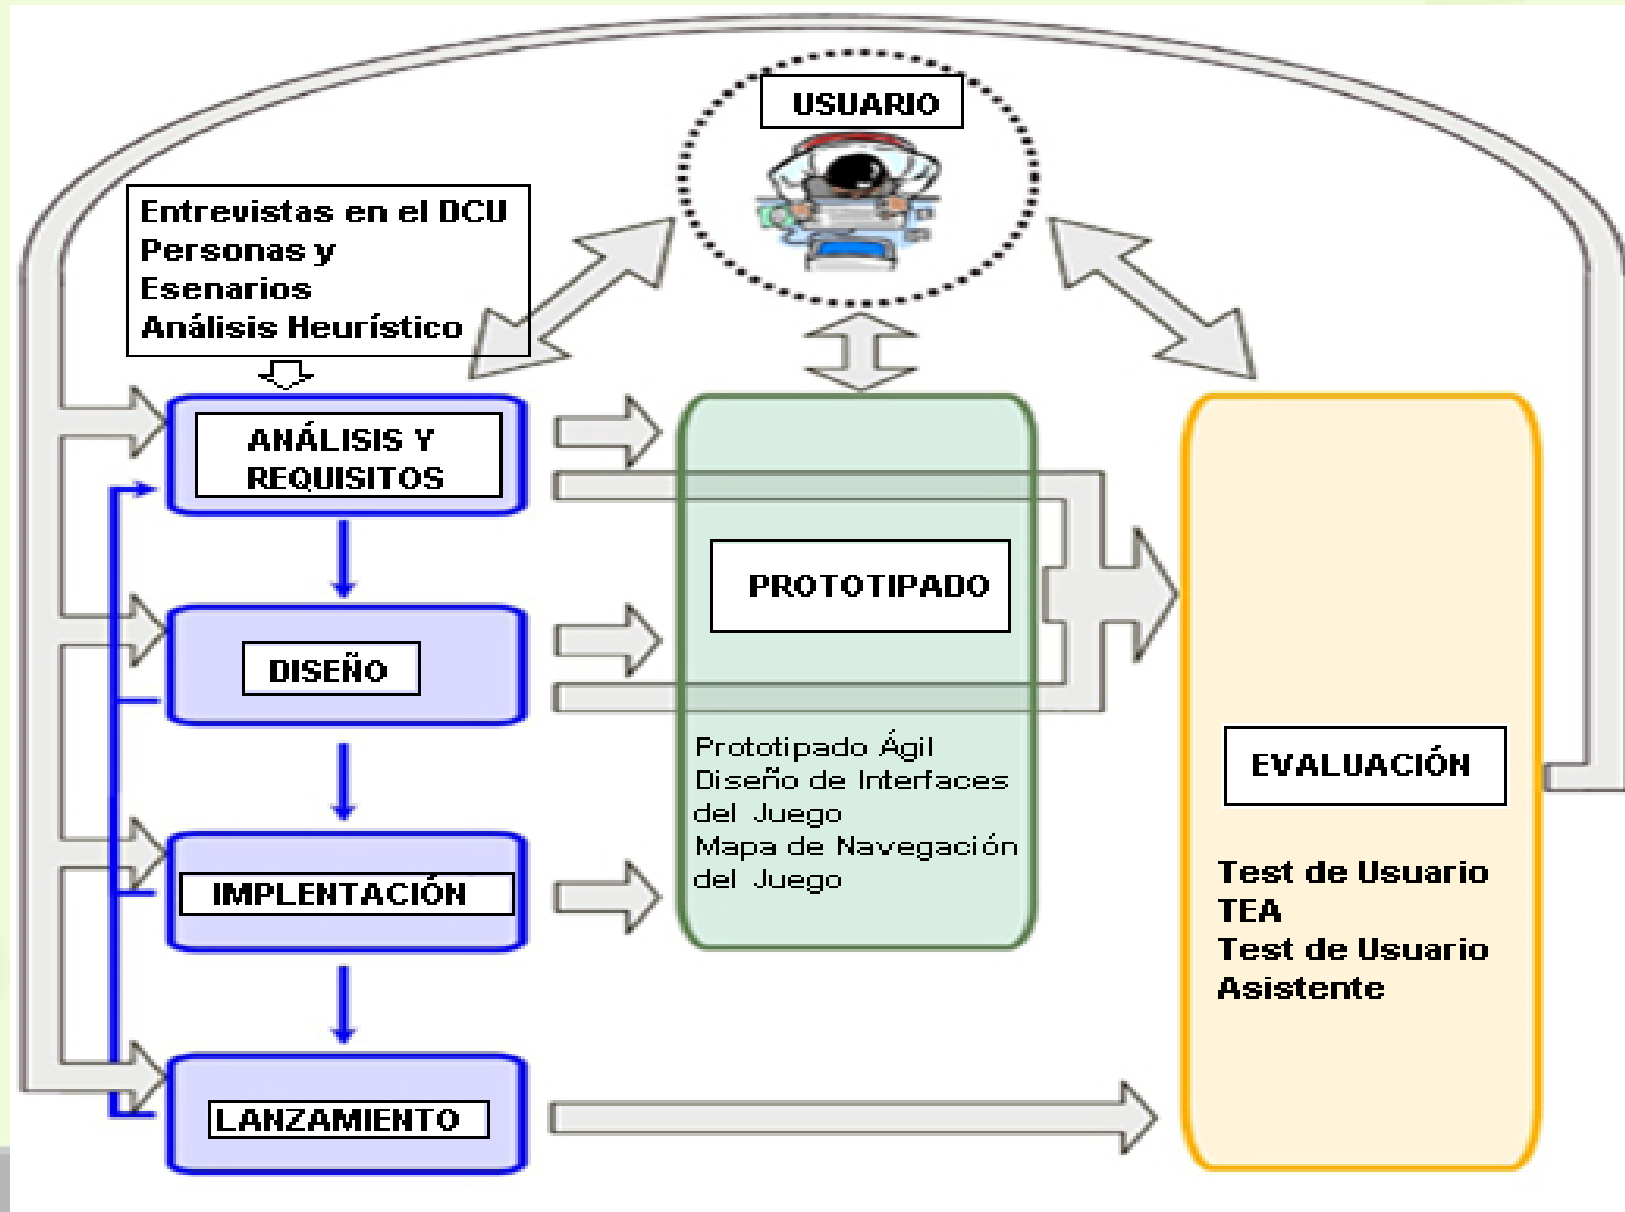 USUARIO
Entrevistas en el DCU
Personas y
Esenarios
Análisis Heurístico
ANÁLISIS Y
REQUISITOS
DISEÑO
IMPLENTACIÓN
LANZAMIENTO
PROTOTIPADO
Prototipado Ágil
Diseño de Interfaces
del Juego
Mapa de Navegación
del Juego
EVALUACIÓN
Test de Usuario
TEA
Test de Usuario
Asistente